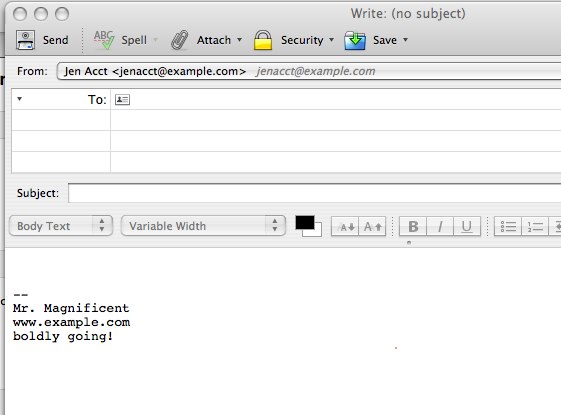 Write: (no subject)
Send ABC Spell Attach Security Save
From: Jen Acct <jenacct@example.com> jenacct@example.com
To:
Subject:
Body Text Variable Width A A B I U
--
Mr. Magnificent
www.example.com
boldly going!